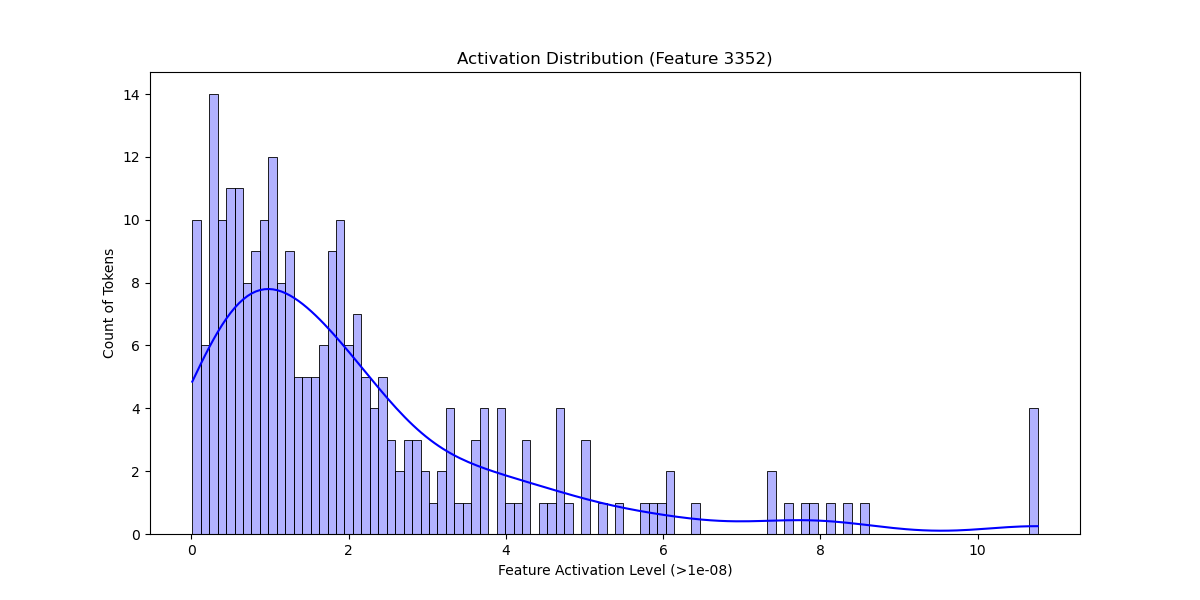 Activation Distribution (Feature 3352)
14
12
10
8
6
4
2
0
Count of Tokens
0 2 4 6 8 10
Feature Activation Level (>1e-08)